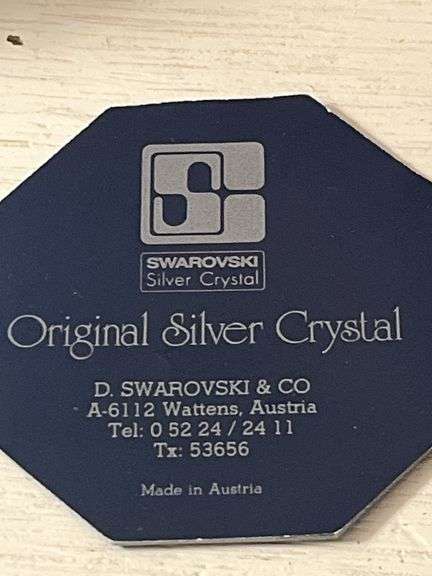 SWAROVSKI
Silver Crystal
Original Silver Crystal
D. SWAROVSKI & CO
A-6112 Wattens, Austria
Tel: 0 52 24 / 24 11
Tx: 53656
Made in Austria